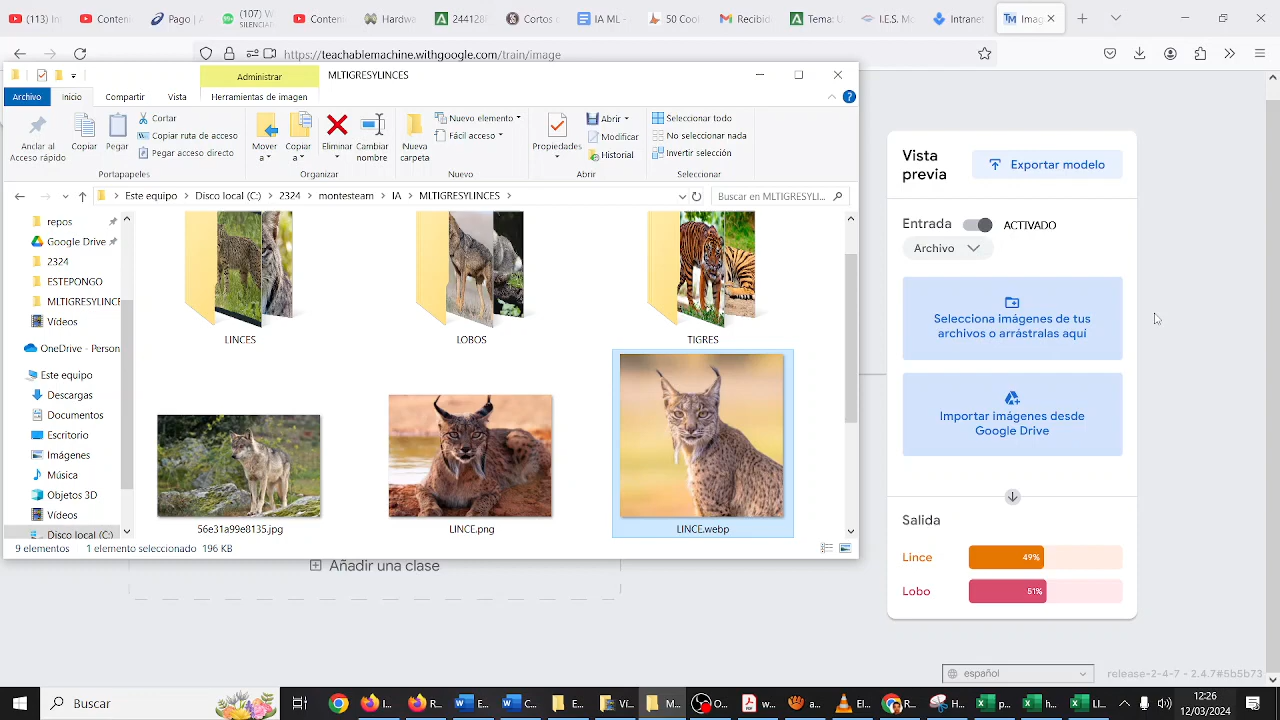 (113) In
Conten
Pago |
(107) W
SILENCIAD
Conten
Hardwe
244128
Cortos
IA ML -
50 Coc
Recibid
Tema: U
I.E.S. Mo
Intranet
Imag
https://teachablemachine.withgoogle.com/train/image
Administrar
MLTIGRESYLINCES
Archivo
Inicio
Compartir
Vista
Herramientas de imagen
Anclar al
Acceso rápido
Copiar
Pegar
Cortar
Copiar ruta de acceso
Pegar acceso directo
Portapapeles
Mover
a
Copiar
a
Eliminar
Cambiar
nombre
Organizar
Nueva
carpeta
Nuevo elemento
Fácil acceso
Nuevo
Propiedades
Abrir
Modificar
Historial
Abrir
Seleccionar todo
No seleccionar nada
Invertir selección
Seleccionar
Este equipo > Disco local (C:) > 2324 > montesteam > IA > MLTIGRESYLINCES >
Buscar en MLTIGRESYLI...
repos
Google Drive
2324
ESTEPONGO
MLTIGRESYLINCE
Vídeos
OneDrive - Person
Este equipo
Descargas
Documentos
Escritorio
Imágenes
Música
Objetos 3D
Vídeos
Disco local (C:)
LINCES
LOBOS
TIGRES
56e31a99e8135.jpg
LINCE.png
LINCE.webp
9 elementos
1 elemento seleccionado 196 KB
Añadir una clase
Vista
previa
Exportar modelo
Entrada
ACTIVADO
Archivo
Selecciona imágenes de tus
archivos o arrástralas aquí
Importar imágenes desde
Google Drive
Salida
Lince
49%
Lobo
51%
español
release-2-4-7 - 2.4.7#5b5b73
Buscar
12:26
12/03/2024